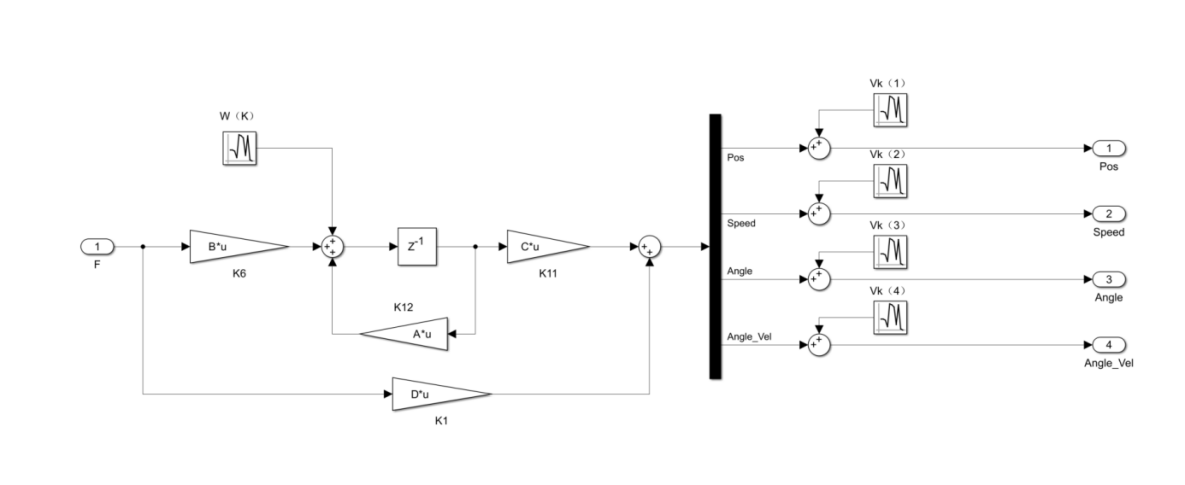 Vk（1）
W（K）
1
Pos
Pos
Vk（2）
2
Speed
Speed
Vk（3）
1
F
B*u
K6
Z-1
C*u
K11
3
Angle
Angle
Vk（4）
K12
A*u
4
Angle_Vel
Angle_Vel
D*u
K1